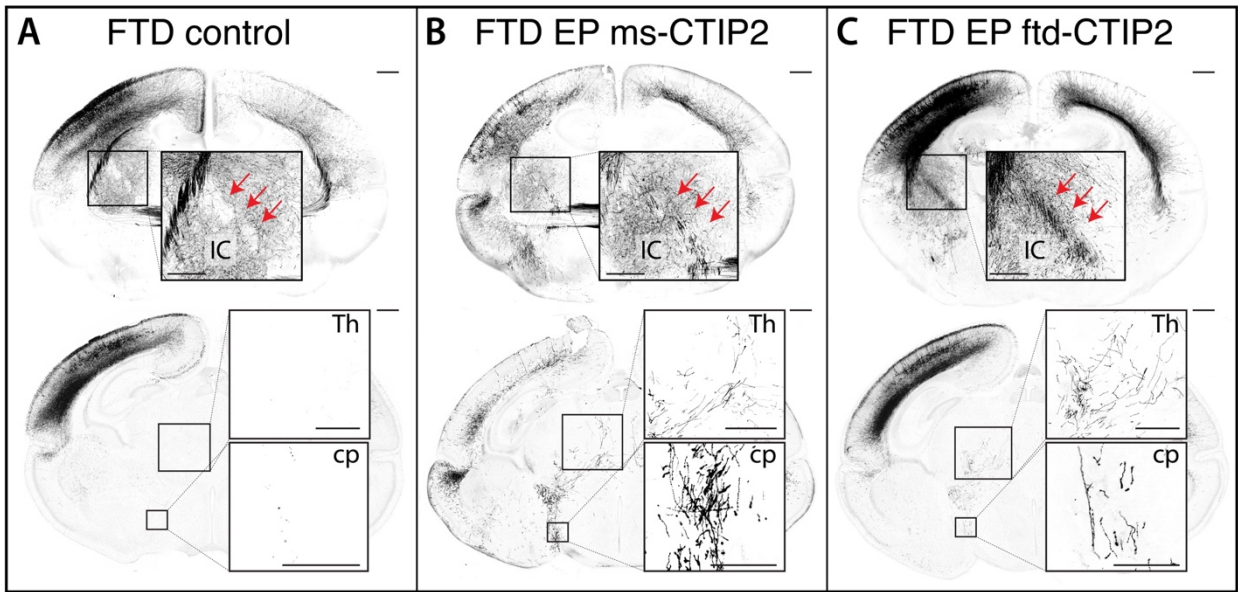 A FTD control
B FTD EP ms-CTIP2
C FTD EP ftd-CTIP2
IC
IC
IC
Th
Th
Th
cp
cp
cp